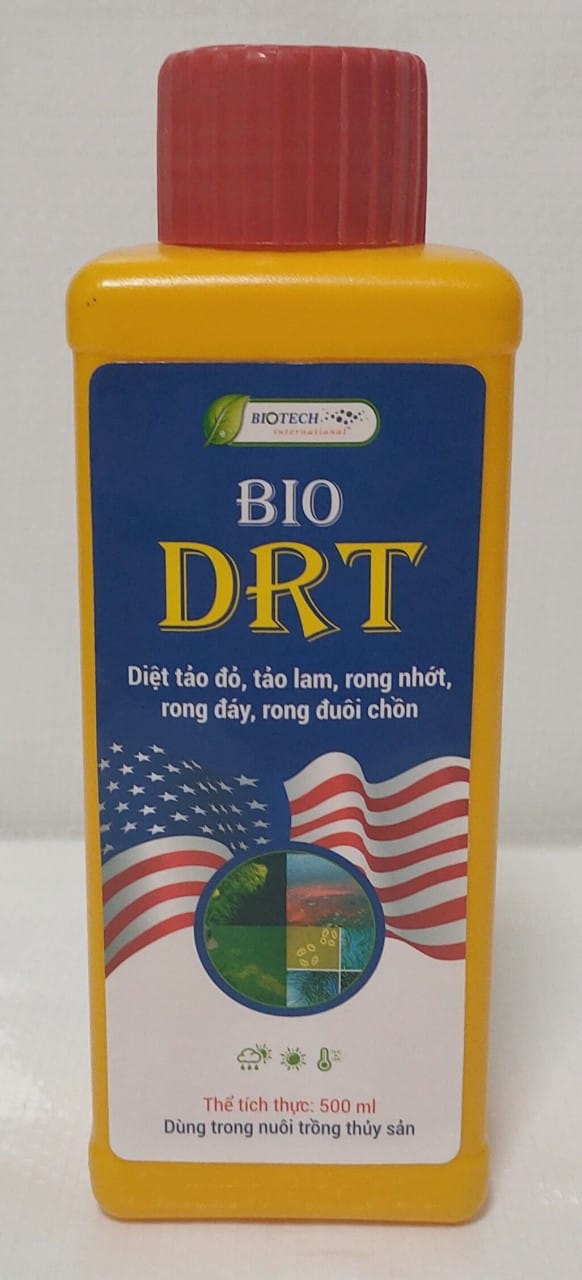 BIOTECH
international
BIO
DRT
Diệt tảo đỏ, tảo lam, rong nhớt,
rong đáy, rong đuôi chồn
Thể tích thực: 500 ml
Dùng trong nuôi trồng thủy sản